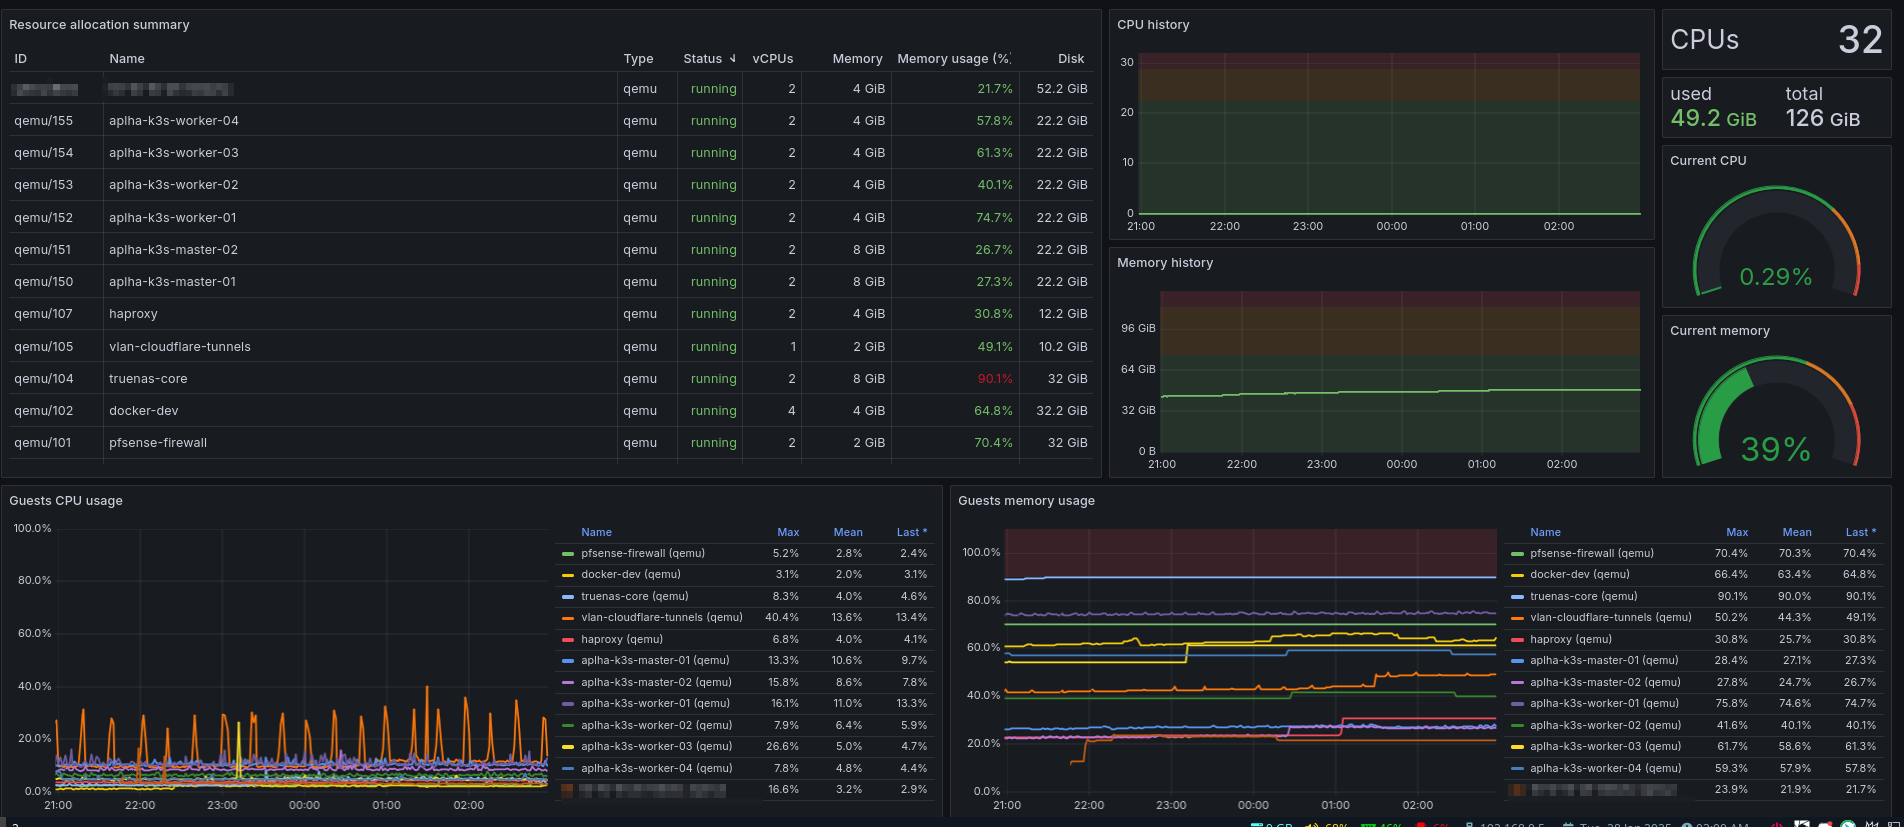 Resource allocation summary
ID Name Type Status ↓ vCPUs Memory Memory usage (%) Disk
qemu running 2 4 GiB 21.7% 52.2 GiB
qemu/155 aplha-k3s-worker-04 qemu running 2 4 GiB 57.8% 22.2 GiB
qemu/154 aplha-k3s-worker-03 qemu running 2 4 GiB 61.3% 22.2 GiB
qemu/153 aplha-k3s-worker-02 qemu running 2 4 GiB 40.1% 22.2 GiB
qemu/152 aplha-k3s-worker-01 qemu running 2 4 GiB 74.7% 22.2 GiB
qemu/151 aplha-k3s-master-02 qemu running 2 8 GiB 26.7% 22.2 GiB
qemu/150 aplha-k3s-master-01 qemu running 2 8 GiB 27.3% 22.2 GiB
qemu/107 haproxy qemu running 2 4 GiB 30.8% 12.2 GiB
qemu/105 vlan-cloudflare-tunnels qemu running 1 2 GiB 49.1% 10.2 GiB
qemu/104 truenas-core qemu running 2 8 GiB 90.1% 32 GiB
qemu/102 docker-dev qemu running 4 8 GiB 64.8% 32.2 GiB
qemu/101 pfsense-firewall qemu running 2 2 GiB 70.4% 32 GiB
CPU history
30
20
10
0
21:00 22:00 23:00 00:00 01:00 02:00
Memory history
96 GiB
64 GiB
32 GiB
0 B
21:00 22:00 23:00 00:00 01:00 02:00
CPUs 32
used total
49.2 GiB 126 GiB
Current CPU
0.29%
Current memory
39%
Guests CPU usage
100.0%
80.0%
60.0%
40.0%
20.0%
0.0%
21:00 22:00 23:00 00:00 01:00 02:00
Name Max Mean Last *
pfsense-firewall (qemu) 5.2% 2.8% 2.4%
docker-dev (qemu) 3.1% 2.0% 3.1%
truenas-core (qemu) 8.3% 4.0% 4.6%
vlan-cloudflare-tunnels (qemu) 40.4% 13.6% 13.4%
haproxy (qemu) 6.8% 4.0% 4.1%
aplha-k3s-master-01 (qemu) 13.3% 10.6% 9.7%
aplha-k3s-master-02 (qemu) 15.8% 8.6% 7.8%
aplha-k3s-worker-01 (qemu) 16.1% 11.0% 13.3%
aplha-k3s-worker-02 (qemu) 7.9% 6.4% 5.9%
aplha-k3s-worker-03 (qemu) 26.6% 5.0% 4.7%
aplha-k3s-worker-04 (qemu) 7.8% 4.8% 4.4%
16.6% 3.2% 2.9%
Guests memory usage
100.0%
80.0%
60.0%
40.0%
20.0%
0.0%
21:00 22:00 23:00 00:00 01:00 02:00
Name Max Mean Last *
pfsense-firewall (qemu) 70.4% 70.3% 70.4%
docker-dev (qemu) 66.4% 63.4% 64.8%
truenas-core (qemu) 90.1% 90.0% 90.1%
vlan-cloudflare-tunnels (qemu) 50.2% 44.3% 49.1%
haproxy (qemu) 30.8% 25.7% 30.8%
aplha-k3s-master-01 (qemu) 28.4% 27.1% 27.3%
aplha-k3s-master-02 (qemu) 27.8% 24.7% 26.7%
aplha-k3s-worker-01 (qemu) 75.8% 74.6% 74.7%
aplha-k3s-worker-02 (qemu) 41.6% 40.1% 40.1%
aplha-k3s-worker-03 (qemu) 61.7% 58.6% 61.3%
aplha-k3s-worker-04 (qemu) 59.3% 57.9% 57.8%
23.9% 21.9% 21.7%